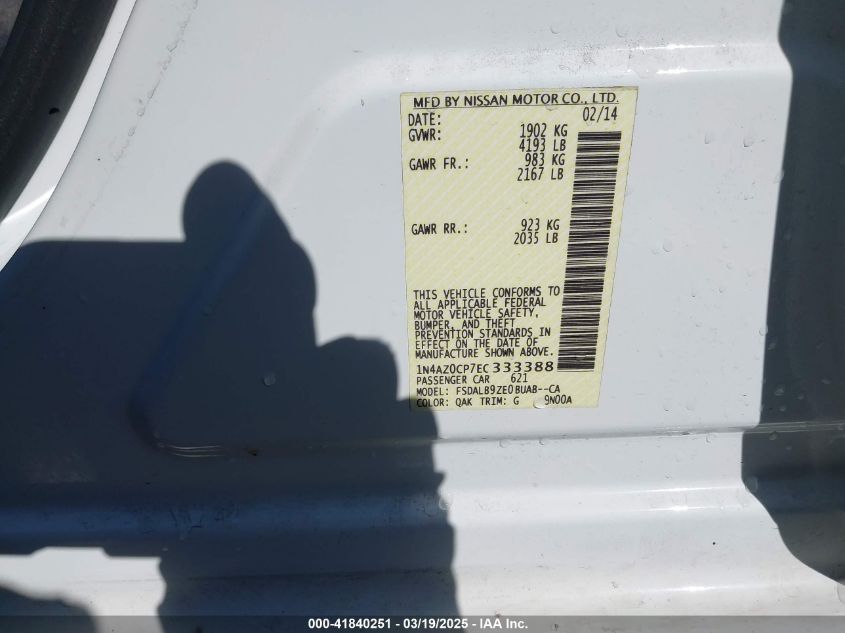 MFD BY NISSAN MOTOR CO., LTD.
DATE: 02/14
GVWR: 1902 KG
4193 LB
GAWR FR.: 983 KG
2167 LB
GAWR RR.: 923 KG
2035 LB
THIS VEHICLE CONFORMS TO
ALL APPLICABLE FEDERAL
MOTOR VEHICLE SAFETY,
BUMPER, AND THEFT
PREVENTION STANDARDS IN
EFFECT ON THE DATE OF
MANUFACTURE SHOWN ABOVE.
1N4AZ0CP7EC333388
PASSENGER CAR 621
MODEL: FSDALB9ZE0BUAB--CA
COLOR: QAK TRIM: G 9N00A
000-41840251 - 03/19/2025 - IAA Inc.